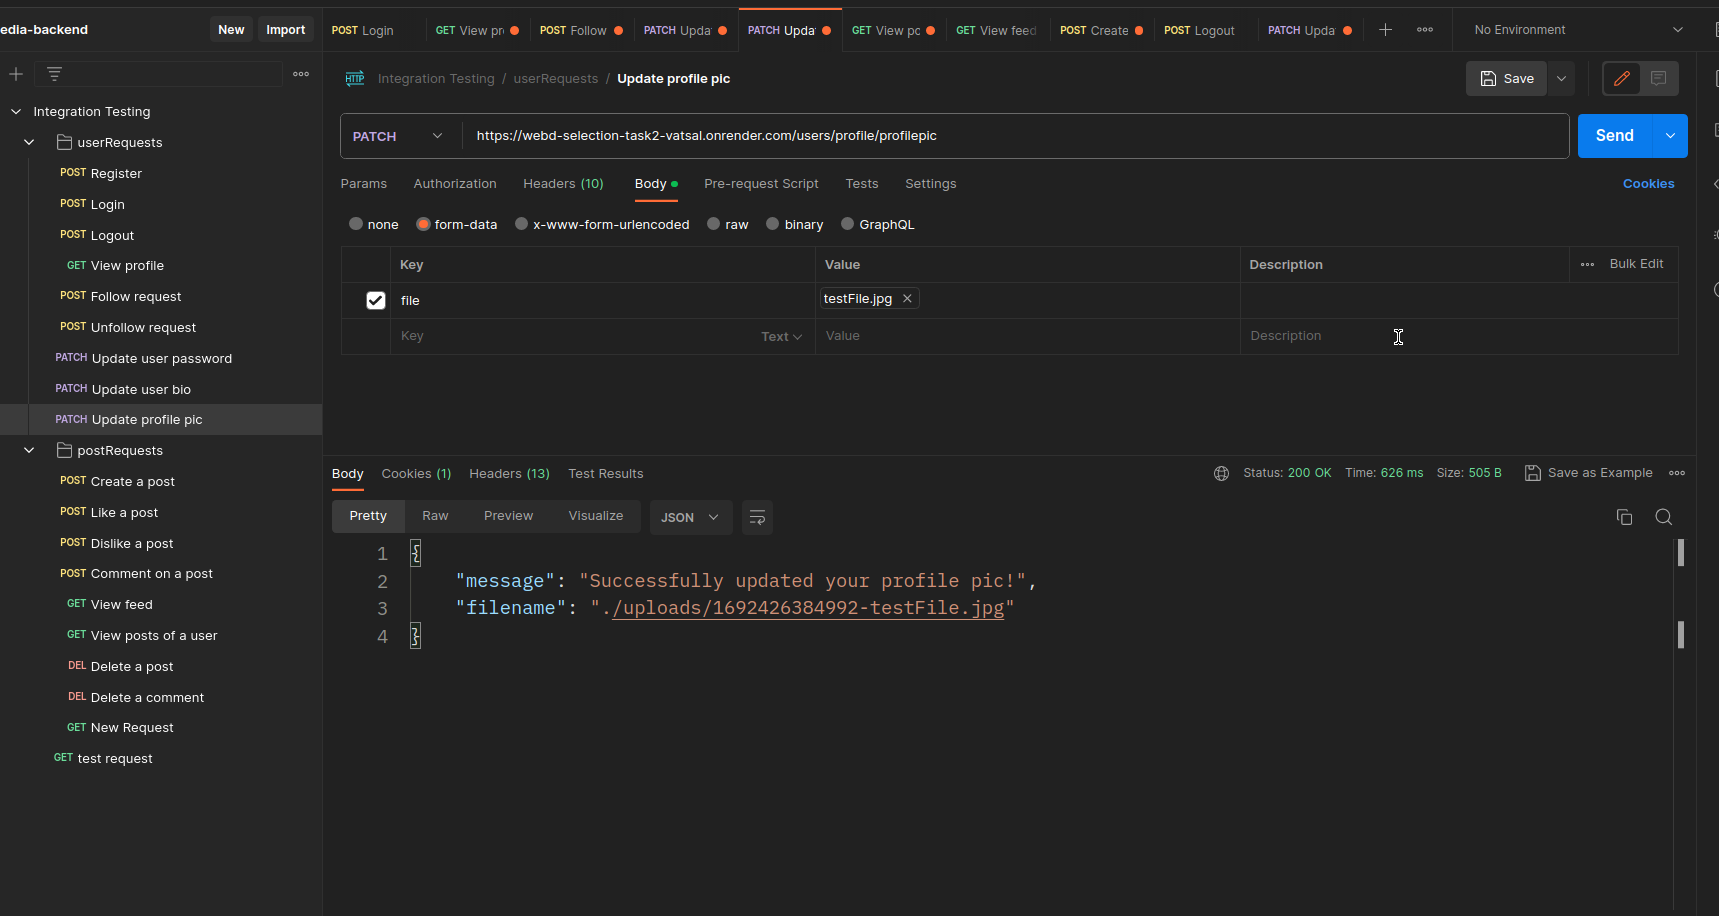 edia-backend New Import
POST Login GET View pr POST Follow PATCH Upda PATCH Upda GET View pc GET View feed POST Create POST Logout PATCH Upda No Environment
Integration Testing / userRequests / Update profile pic Save
Integration Testing
userRequests
POST Register
POST Login
POST Logout
GET View profile
POST Follow request
POST Unfollow request
PATCH Update user password
PATCH Update user bio
PATCH Update profile pic
postRequests
POST Create a post
POST Like a post
POST Dislike a post
POST Comment on a post
GET View feed
GET View posts of a user
DEL Delete a post
DEL Delete a comment
GET New Request
GET test request
PATCH https://webd-selection-task2-vatsal.onrender.com/users/profile/profilepic Send
Params Authorization Headers (10) Body Pre-request Script Tests Settings Cookies
none form-data x-www-form-urlencoded raw binary GraphQL
Key Value Description Bulk Edit
file testFile.jpg
Key Text Value Description
Body Cookies (1) Headers (13) Test Results Status: 200 OK Time: 626 ms Size: 505 B Save as Example
Pretty Raw Preview Visualize JSON
1 {
2 "message": "Successfully updated your profile pic!",
3 "filename": "./uploads/1692426384992-testFile.jpg"
4 }